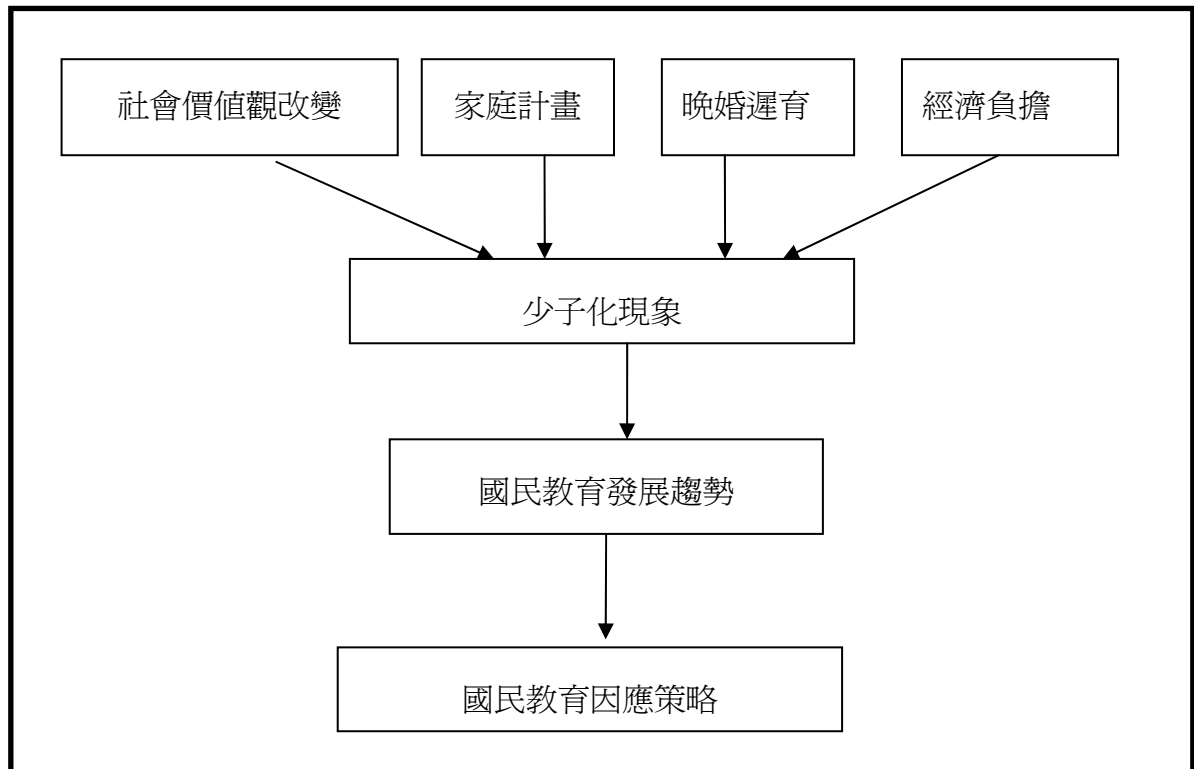 社會價值觀改變
家庭計畫
晚婚遲育
經濟負擔
少子化現象
國民教育發展趨勢
國民教育因應策略